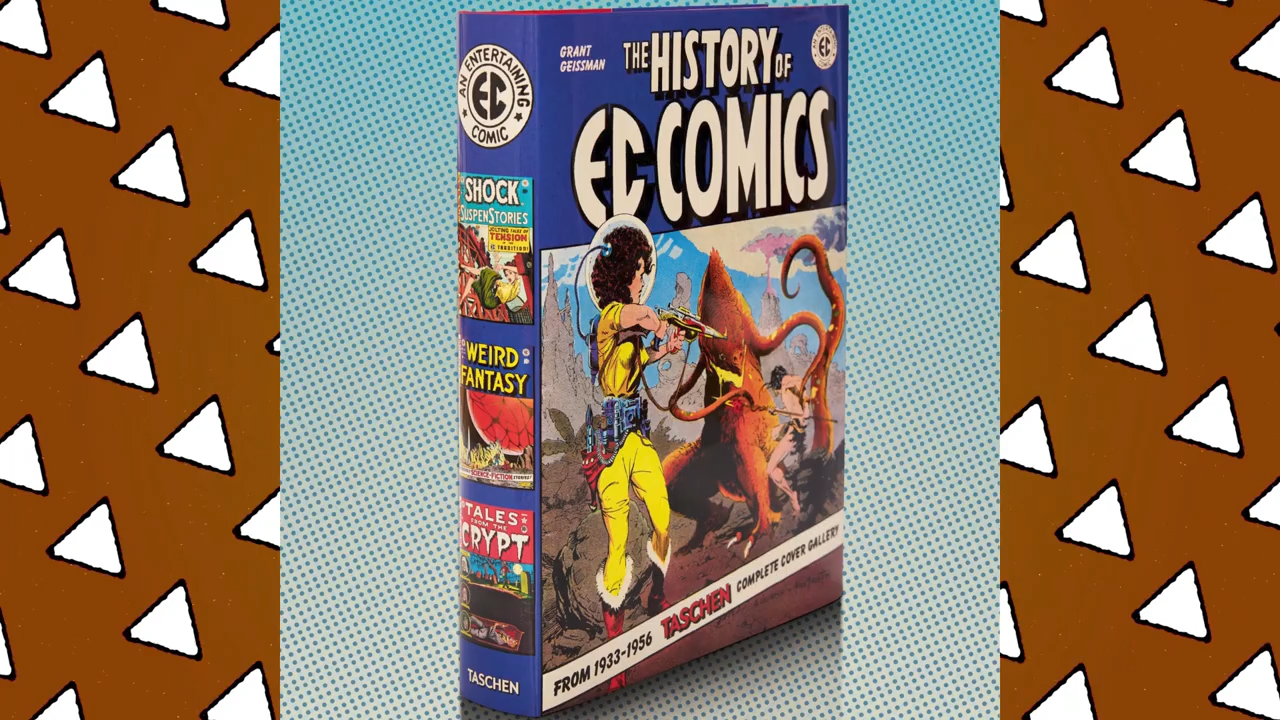 AN ENTERTAINING
EC
COMIC
SHOCK
SUSPENSTORIES
JOLTING TALES OF
TENSION
IN THE
EC TRADITION!
WEIRD
FANTASY
SCIENCE-FICTION STORIES!
TALES
FROM THE
CRYPT
TASCHEN
GRANT
GEISSMAN
THE HISTORY OF
EC COMICS
EC
FROM 1933-1956 TASCHEN COMPLETE COVER GALLERY